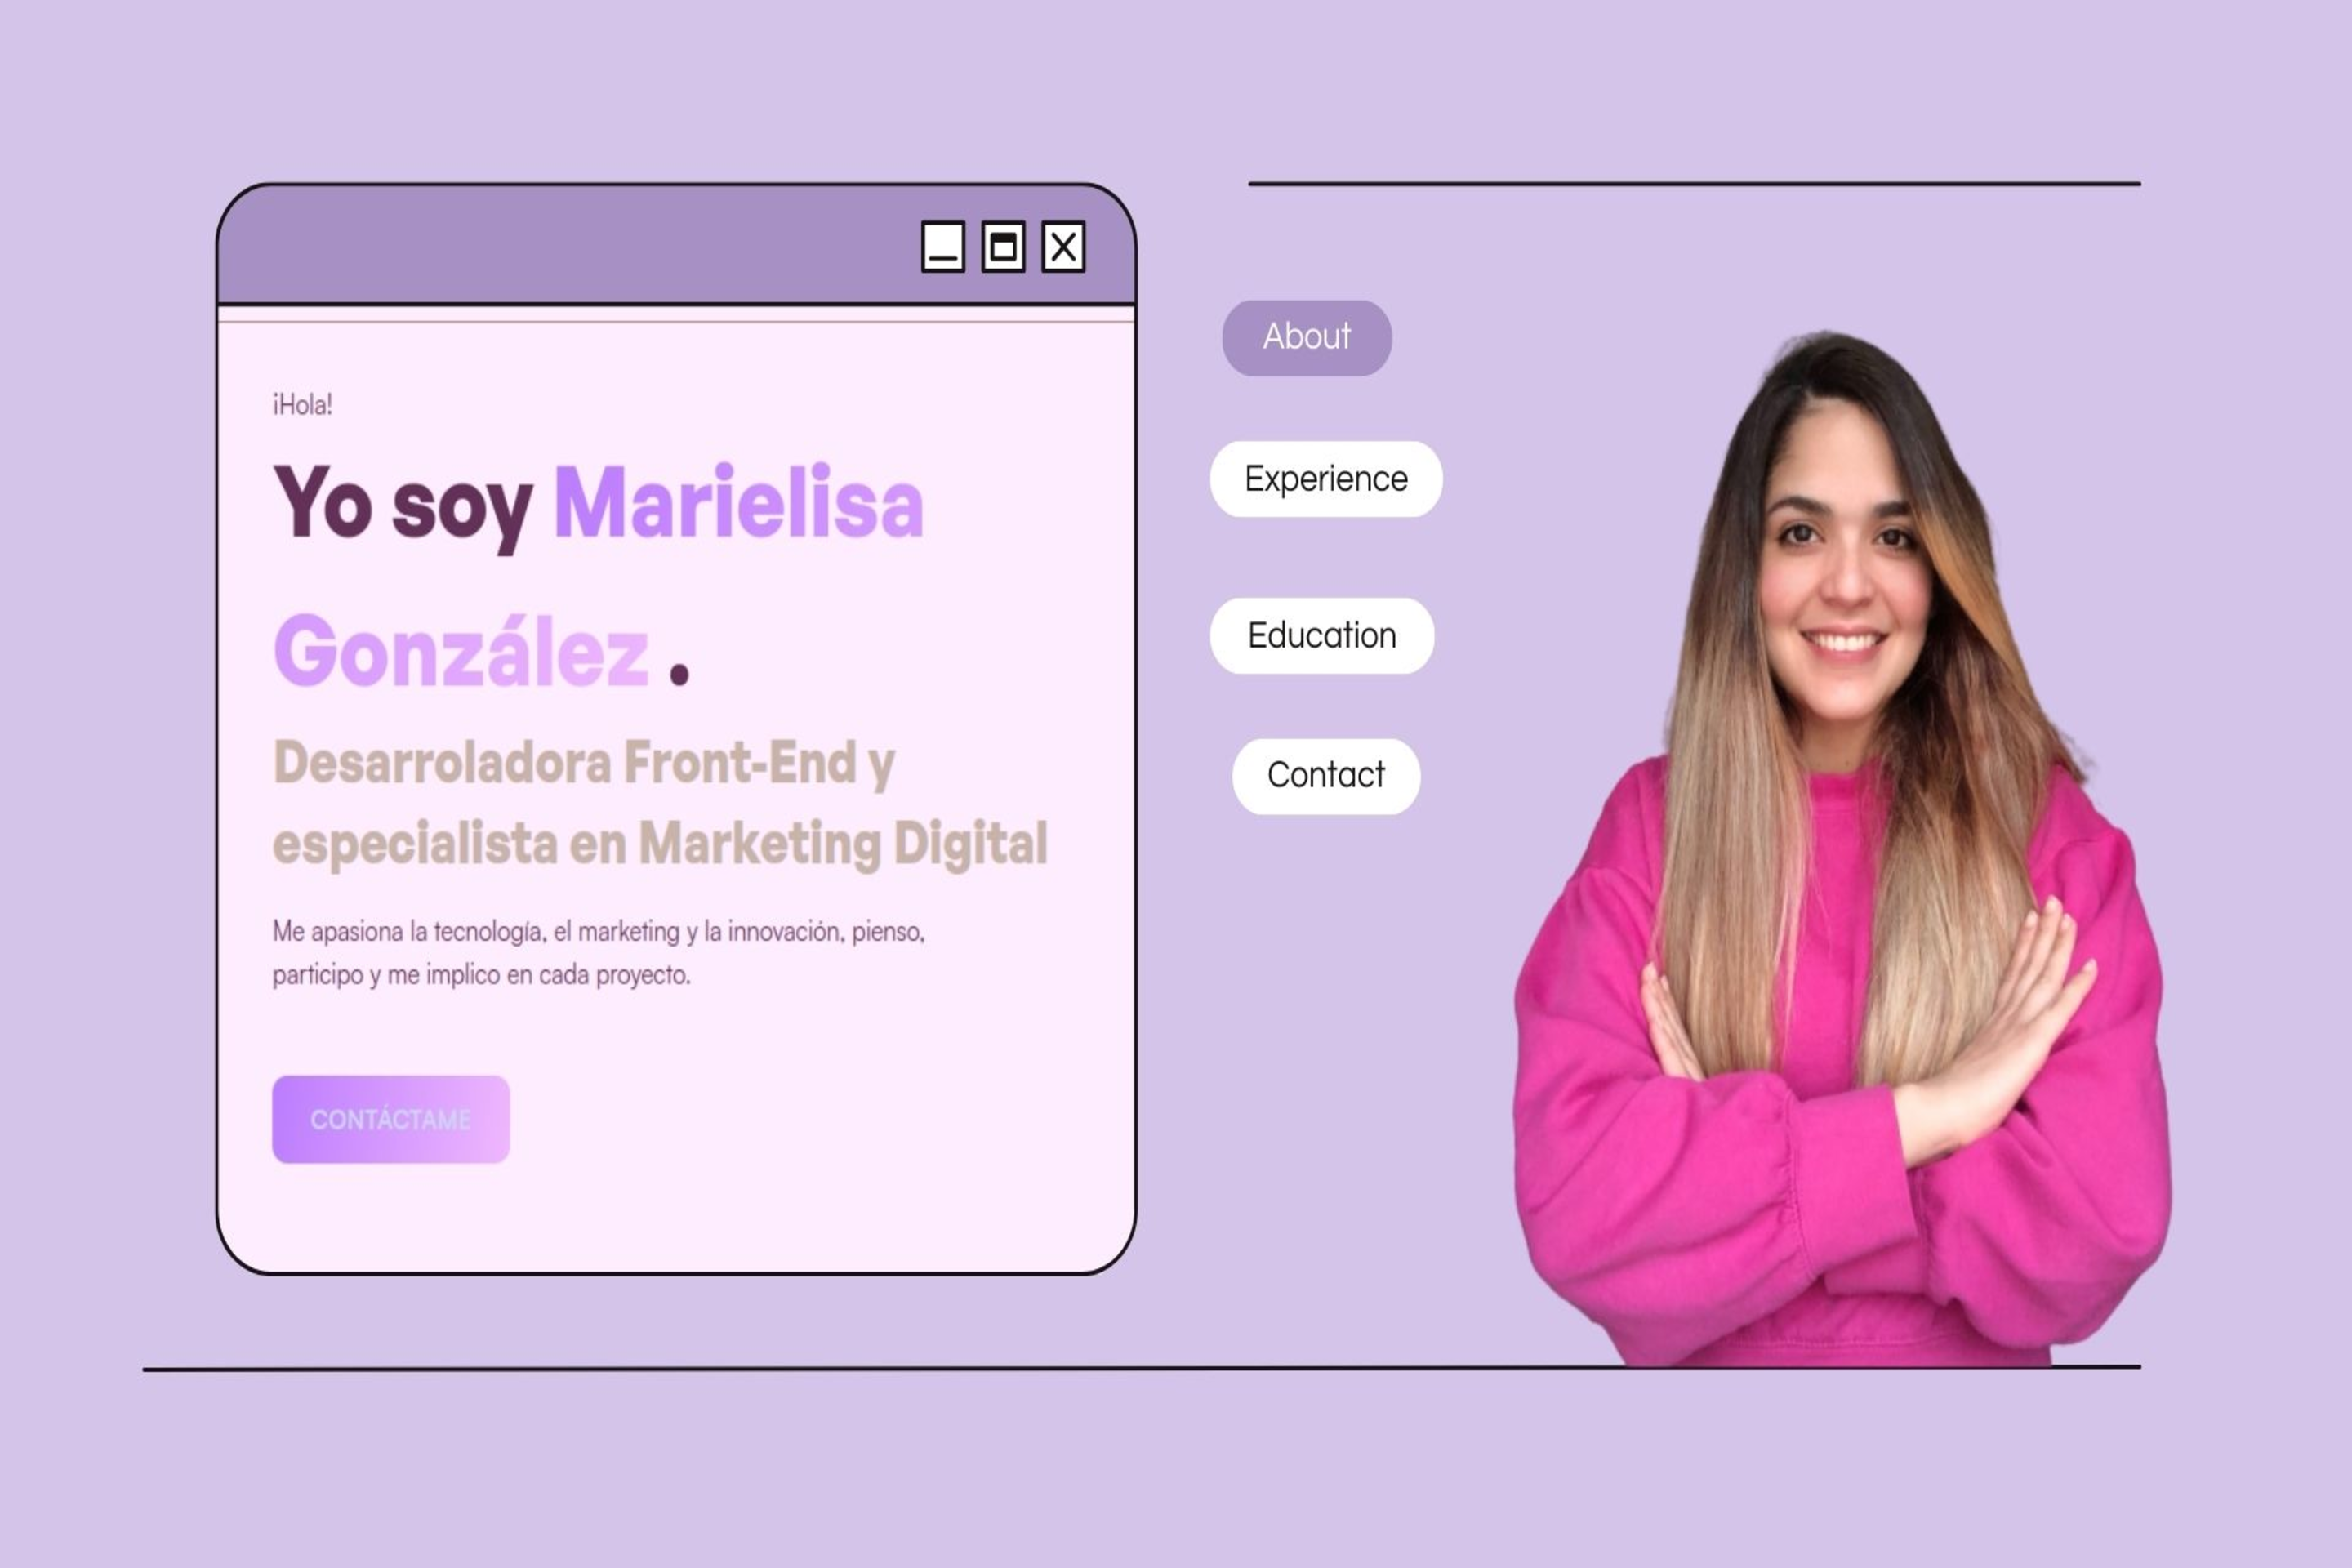 ¡Hola!
Yo soy Marielisa
González .
Desarroladora Front-End y
especialista en Marketing Digital
Me apasiona la tecnología, el marketing y la innovación, pienso,
participo y me implico en cada proyecto.
CONTÁCTAME
About
Experience
Education
Contact